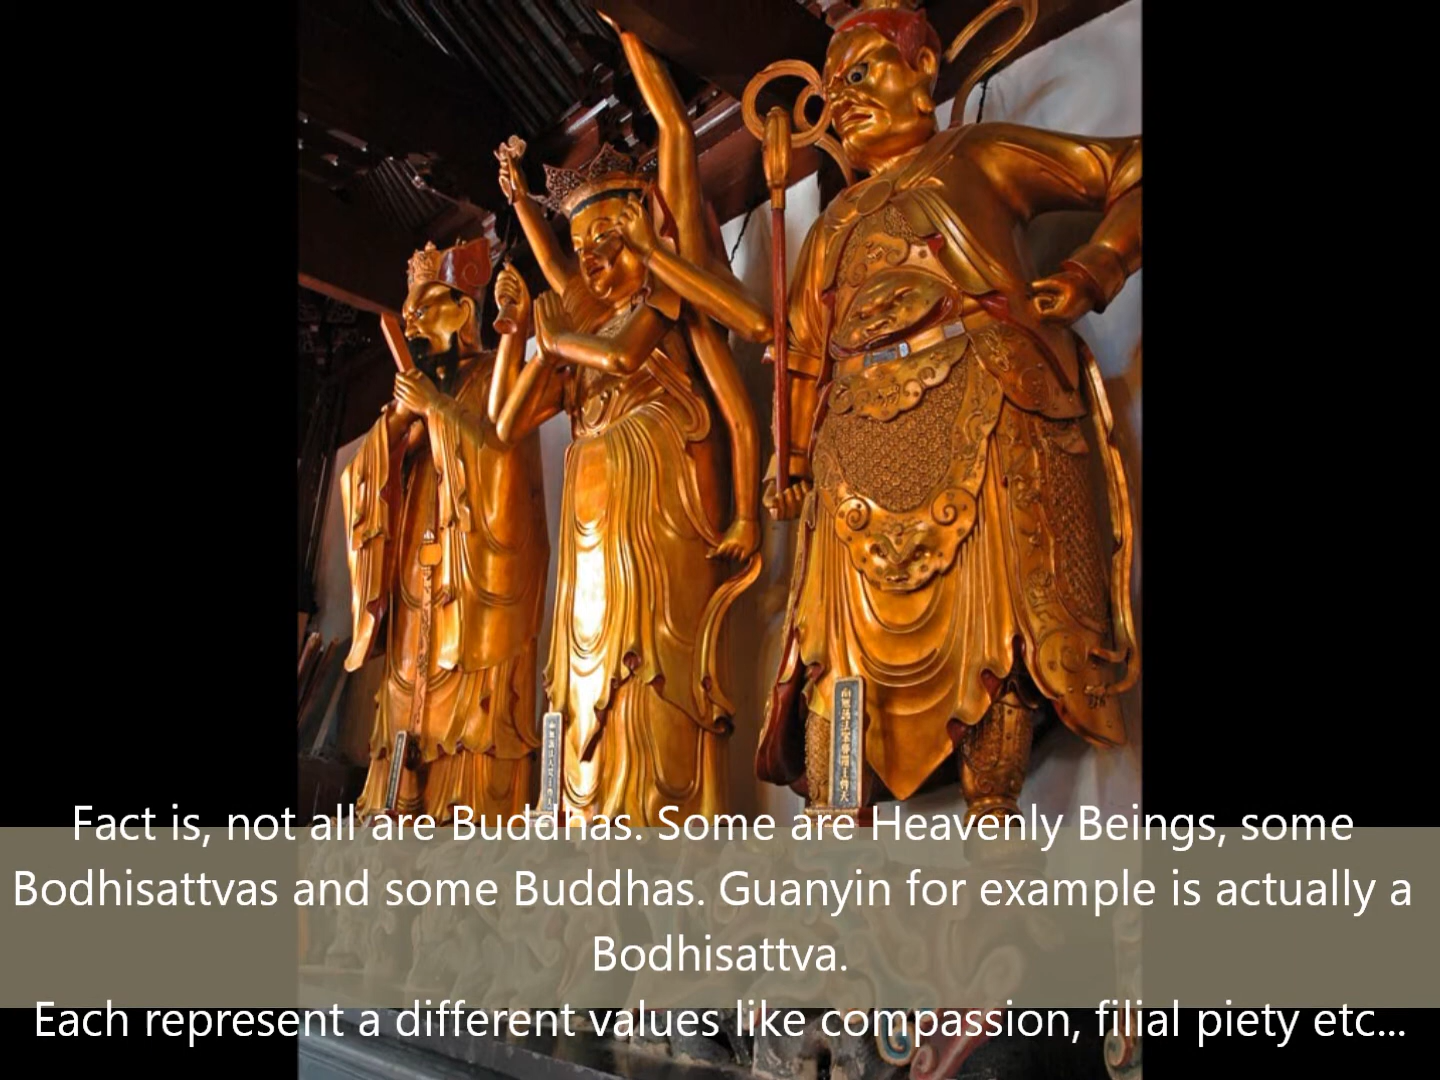 Fact is, not all are Buddhas. Some are Heavenly Beings, some
Bodhisattvas and some Buddhas. Guanyin for example is actually a
Bodhisattva.
Each represent a different values like compassion, filial piety etc...